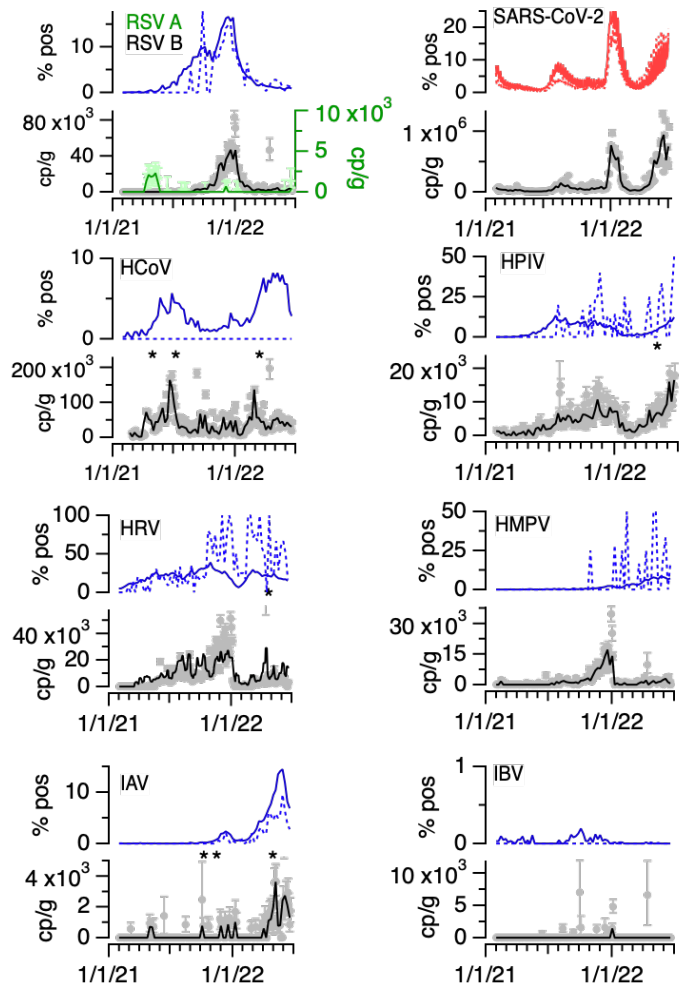 RSV A
RSV B
% pos
10
0
80 x10³
40
0
cp/g
10 x10³
5
0
cp/g
1/1/21
1/1/22
SARS-CoV-2
% pos
20
10
0
1 x10⁶
0
cp/g
1/1/21
1/1/22
HCoV
% pos
10
0
* * *
200 x10³
100
0
cp/g
1/1/21
1/1/22
HPIV
% pos
50
25
0
*
20 x10³
10
0
cp/g
1/1/21
1/1/22
HRV
% pos
100
50
0
*
40 x10³
20
0
cp/g
1/1/21
1/1/22
HMPV
% pos
50
25
0
30 x10³
15
0
cp/g
1/1/21
1/1/22
IAV
% pos
10
0
* * *
4 x10³
2
0
cp/g
1/1/21
1/1/22
IBV
% pos
1
0
10 x10³
5
0
cp/g
1/1/21
1/1/22